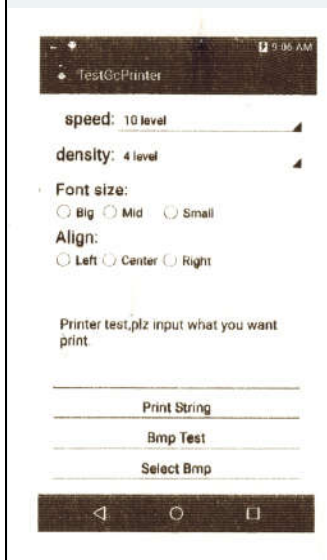 9:06 AM
TestGcPrinter
speed: 10 level
density: 4 level
Font size:
Big Mid Small
Align:
Left Center Right
Printer test,plz input what you want
print
Print String
Bmp Test
Select Bmp